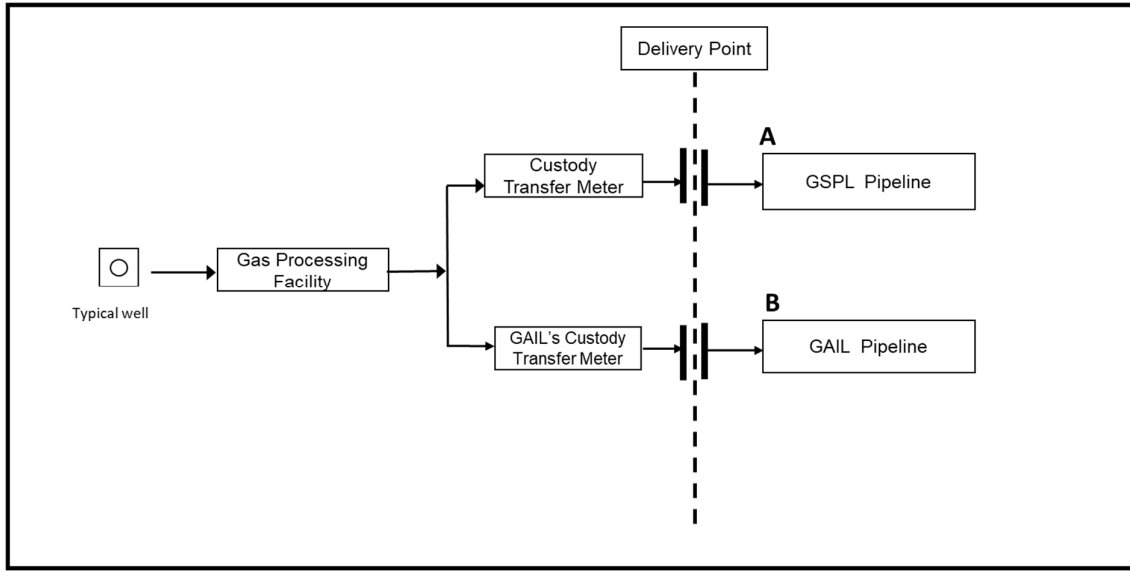 Delivery Point
A
Custody
Transfer Meter
GSPL Pipeline
Gas Processing
Facility
Typical well
B
GAIL's Custody
Transfer Meter
GAIL Pipeline